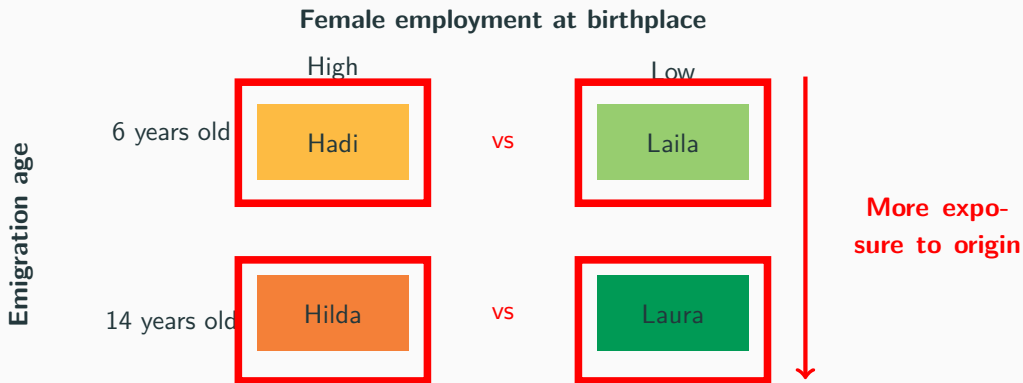 Female employment at birthplace
High
Low
Emigration age
6 years old
Hadi
vs
Laila
More expo-
sure to origin
14 years old
Hilda
vs
Laura